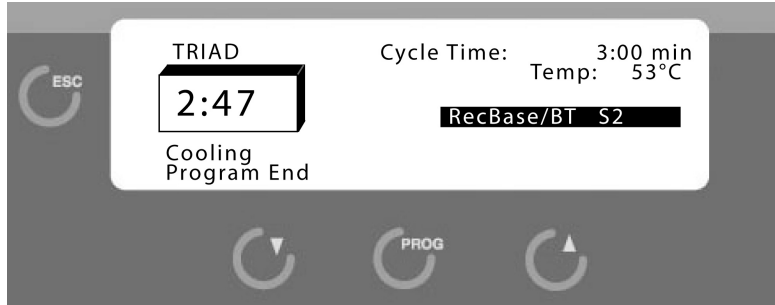 ESC
TRIAD
2:47
Cooling
Program End
Cycle Time: 3:00 min
Temp: 53°C
RecBase/BT S2
PROG